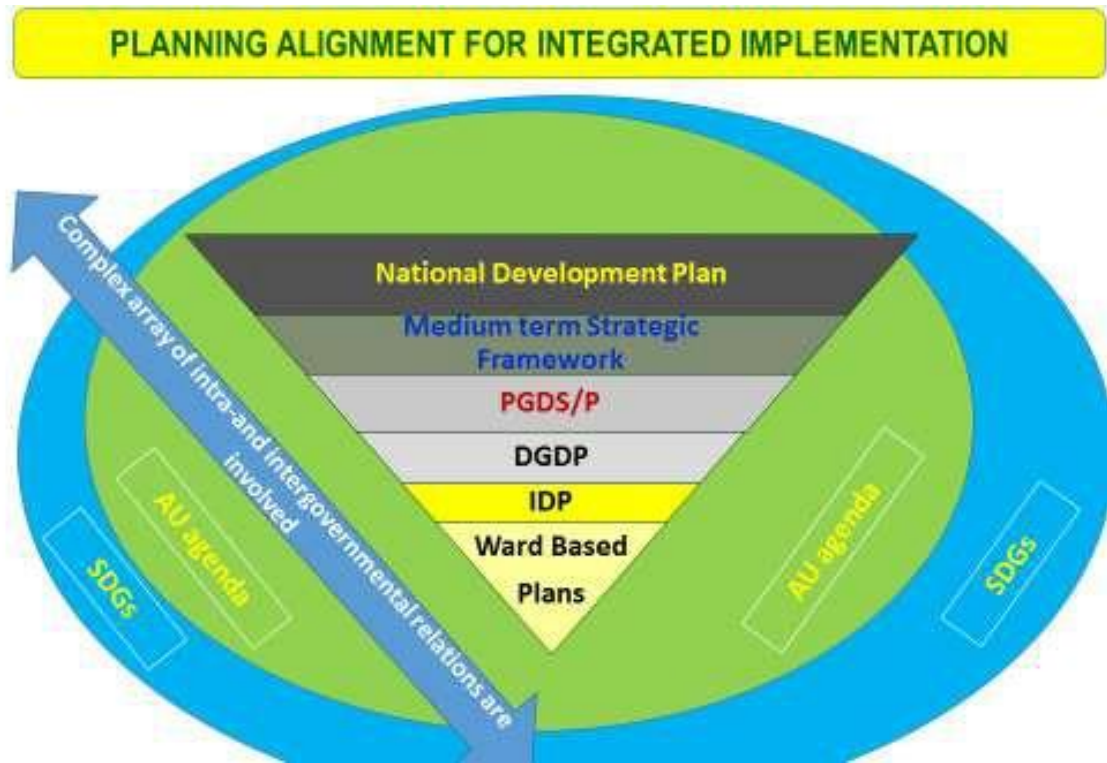 PLANNING ALIGNMENT FOR INTEGRATED IMPLEMENTATION
National Development Plan
Medium term Strategic
Framework
PGDS/P
DGDP
IDP
Ward Based
Plans
Complex array of intra-and intergovernmental relations are
involved
AU agenda
SDGs
AU agenda
SDGs